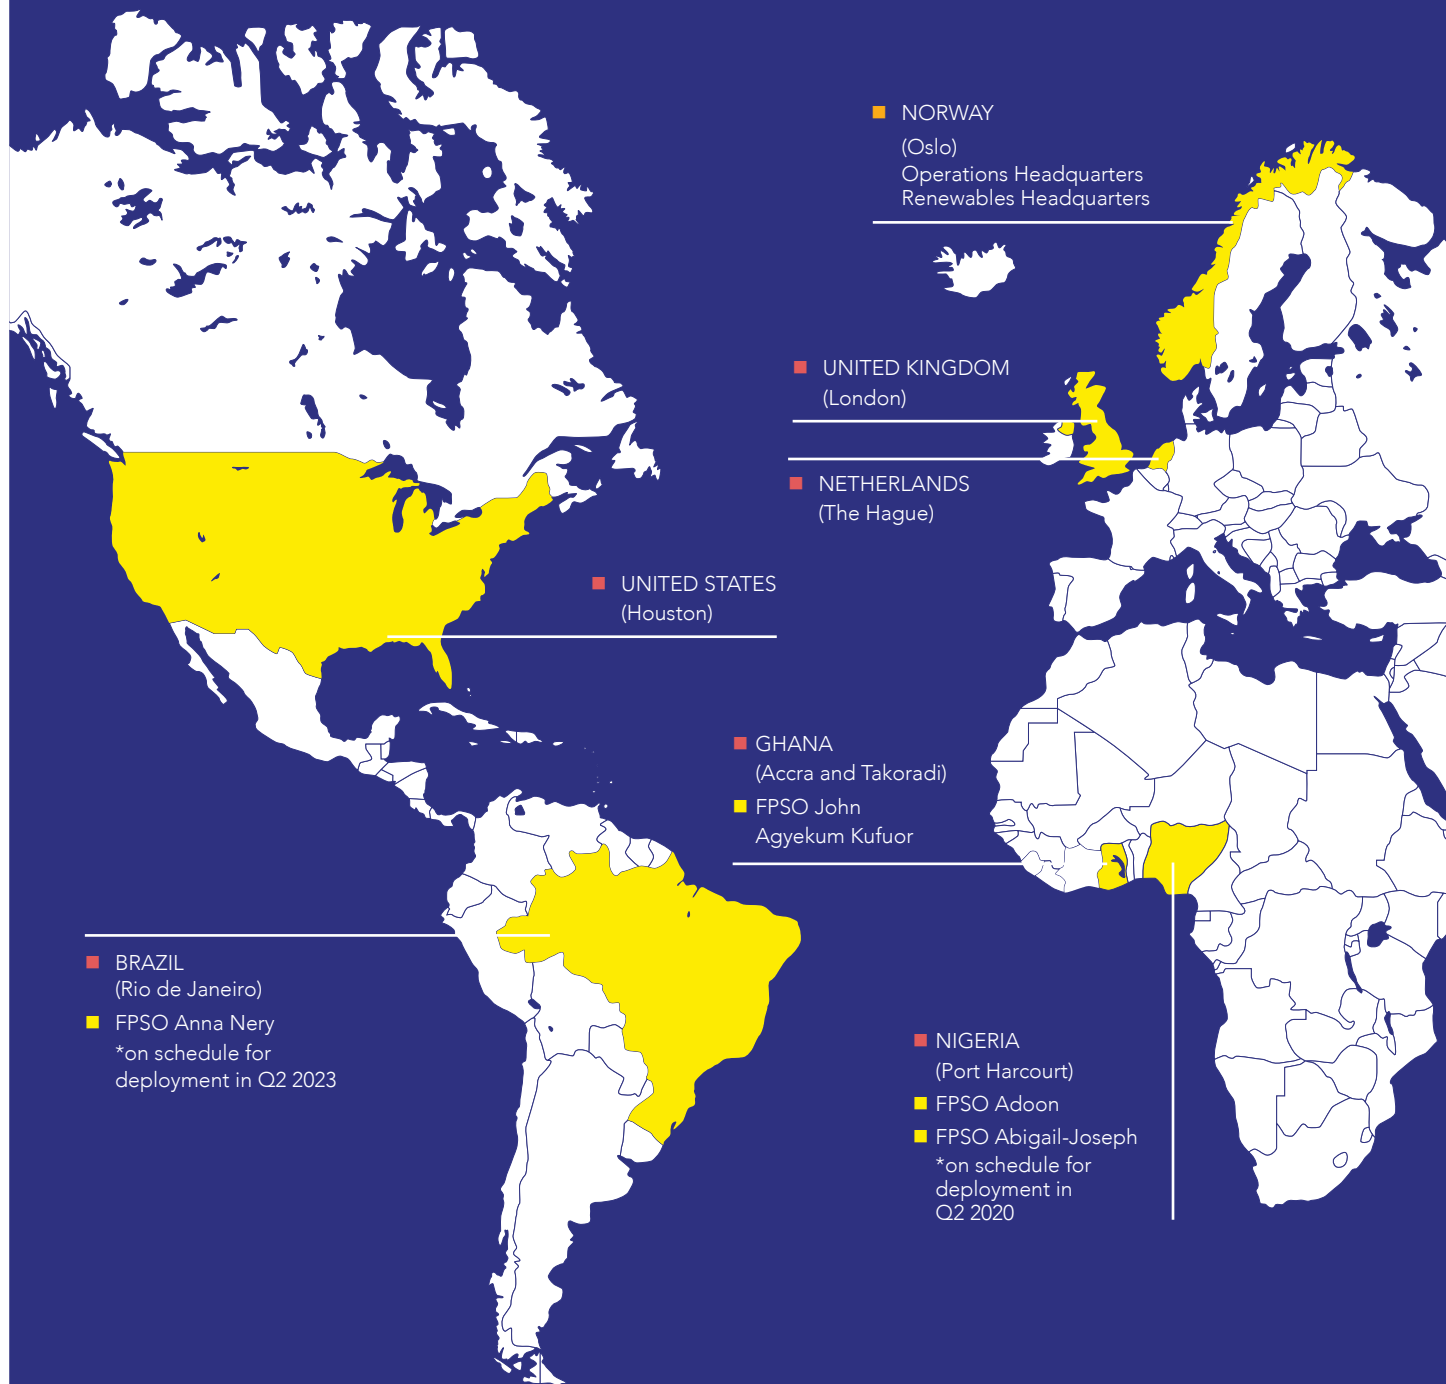 NORWAY
(Oslo)
Operations Headquarters
Renewables Headquarters
UNITED KINGDOM
(London)
NETHERLANDS
(The Hague)
UNITED STATES
(Houston)
GHANA
(Accra and Takoradi)
FPSO John
Agyekum Kufuor
BRAZIL
(Rio de Janeiro)
FPSO Anna Nery
*on schedule for
deployment in Q2 2023
NIGERIA
(Port Harcourt)
FPSO Adoon
FPSO Abigail-Joseph
*on schedule for
deployment in
Q2 2020